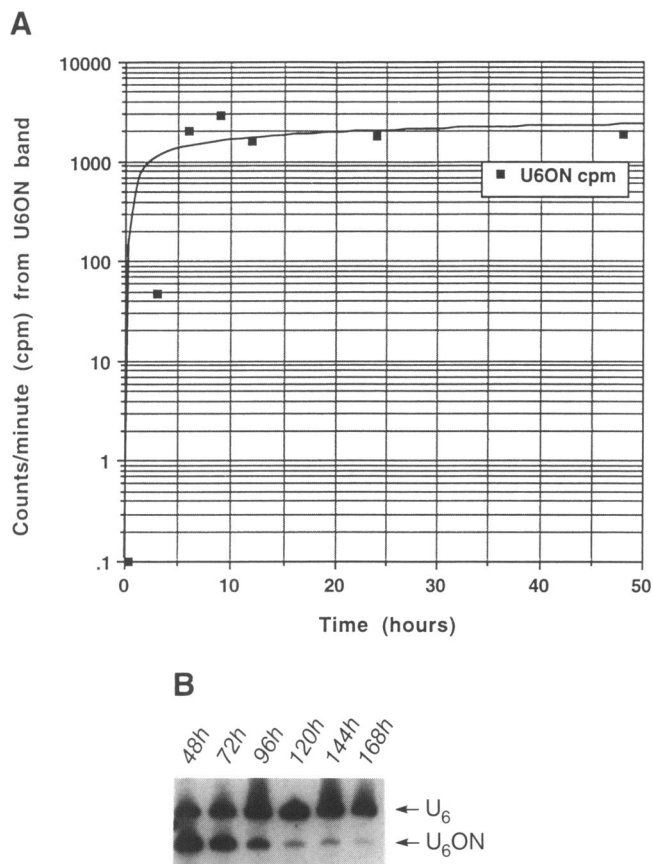 A
Counts/minute (cpm) from U6ON band
10000
1000
100
10
1
.1
U6ON cpm
0
10
20
30
40
50
Time (hours)
B
48h
72h
96h
120h
144h
168h
U6
U6ON